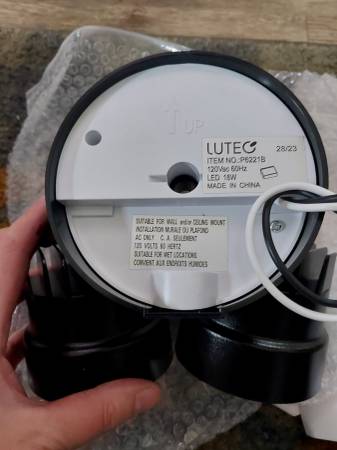 UP
LUTEC
28/23
ITEM NO.:P6221B
120Vac 60Hz
LED 18W
MADE IN CHINA
SUITABLE FOR WALL and/or CEILING MOUNT
INSTALLATION MURALE OU PLAFOND
AC ONLY C. A. SEULEMENT
120 VOLTS 60 HERTZ
SUITABLE FOR WET LOCATIONS
CONVIENT AUX ENDROITS HUMIDES